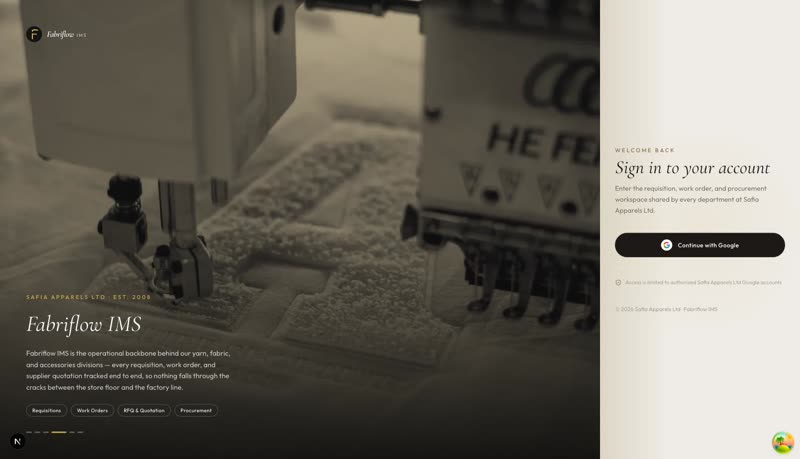 Fabriflow IMS
HE FE
SAFIA APPARELS LTD · EST. 2008
Fabriflow IMS
Fabriflow IMS is the operational backbone behind our yarn, fabric,
and accessories divisions — every requisition, work order, and
supplier quotation tracked end to end, so nothing falls through the
cracks between the store floor and the factory line.
Requisitions
Work Orders
RFQ & Quotation
Procurement
N
WELCOME BACK
Sign in to your account
Enter the requisition, work order, and procurement
workspace shared by every department at Safia
Apparels Ltd.
Continue with Google
Access is limited to authorised Safia Apparels Ltd Google accounts
© 2026 Safia Apparels Ltd · Fabriflow IMS